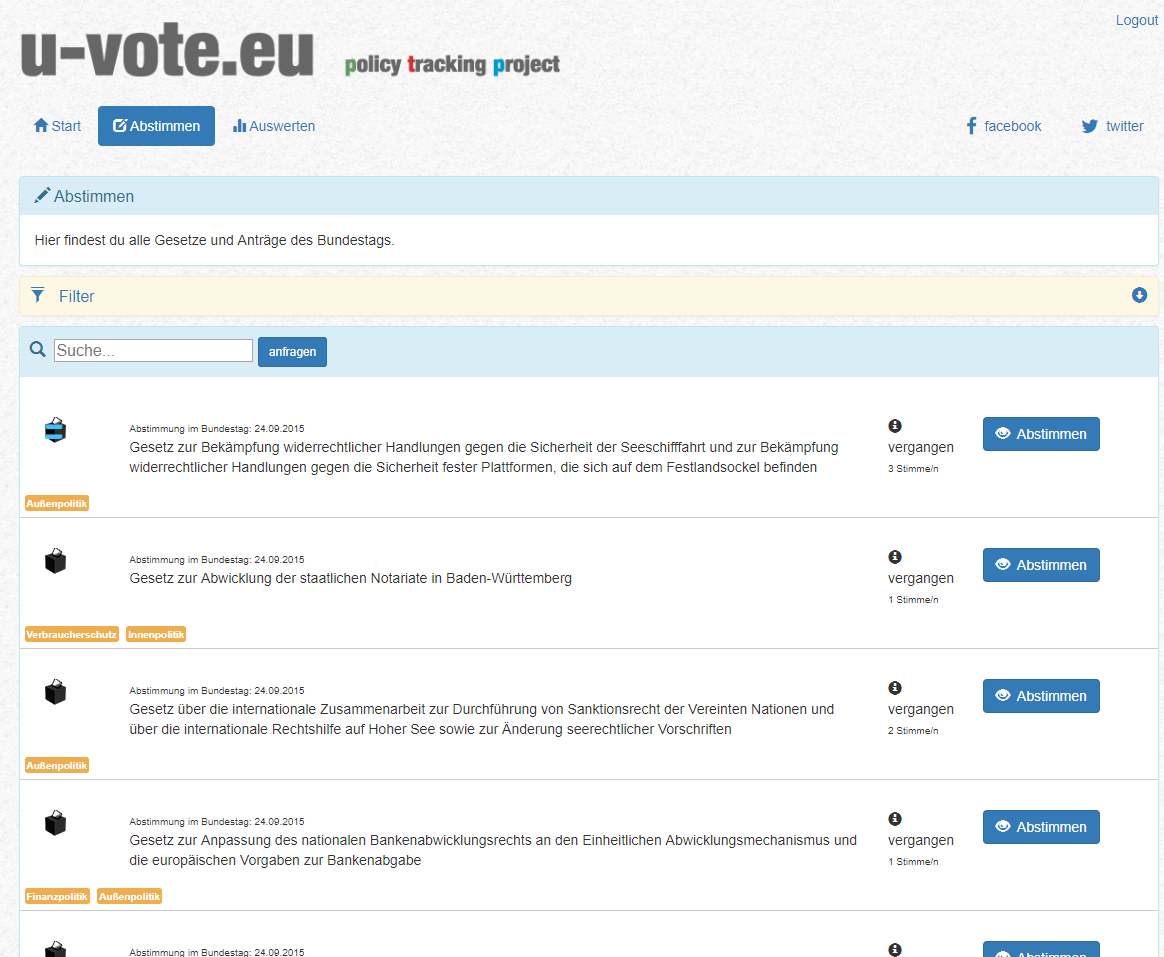 Logout
u-vote.eu policy tracking project
Start Abstimmen Auswerten facebook twitter
Abstimmen
Hier findest du alle Gesetze und Anträge des Bundestags.
Filter
Suche... anfragen
Abstimmung im Bundestag: 24.09.2015
Gesetz zur Bekämpfung widerrechtlicher Handlungen gegen die Sicherheit der Seeschifffahrt und zur Bekämpfung
widerrechtlicher Handlungen gegen die Sicherheit fester Plattformen, die sich auf dem Festlandsockel befinden
vergangen
3 Stimme/n
Abstimmen
Außenpolitik
Abstimmung im Bundestag: 24.09.2015
Gesetz zur Abwicklung der staatlichen Notariate in Baden-Württemberg
vergangen
1 Stimme/n
Abstimmen
Verbraucherschutz Innenpolitik
Abstimmung im Bundestag: 24.09.2015
Gesetz über die internationale Zusammenarbeit zur Durchführung von Sanktionsrecht der Vereinten Nationen und
über die internationale Rechtshilfe auf Hoher See sowie zur Änderung seerechtlicher Vorschriften
vergangen
2 Stimme/n
Abstimmen
Außenpolitik
Abstimmung im Bundestag: 24.09.2015
Gesetz zur Anpassung des nationalen Bankenabwicklungsrechts an den Einheitlichen Abwicklungsmechanismus und
die europäischen Vorgaben zur Bankenabgabe
vergangen
1 Stimme/n
Abstimmen
Finanzpolitik Außenpolitik
Abstimmung im Bundestag: 24.09.2015
Abstimmen